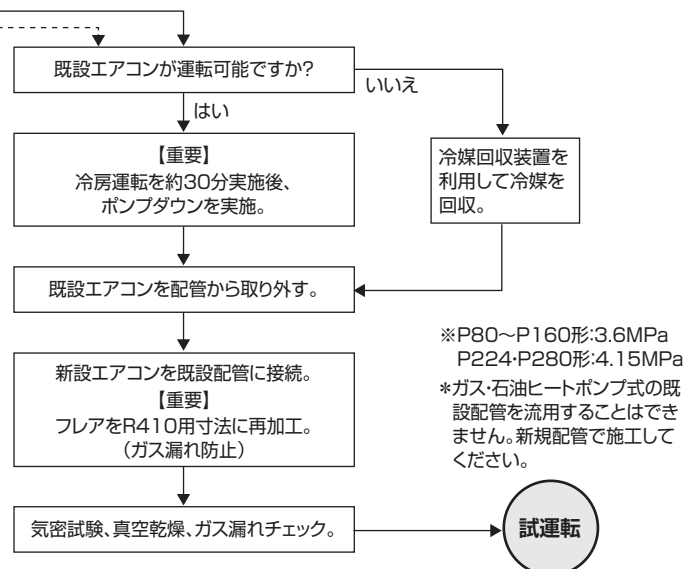 既設エアコンが運転可能ですか?
いいえ
はい
【重要】
冷房運転を約30分実施後、
ポンプダウンを実施。
冷媒回収装置を
利用して冷媒を
回収。
既設エアコンを配管から取り外す。
新設エアコンを既設配管に接続。
【重要】
フレアをR410用寸法に再加工。
(ガス漏れ防止)
※P80〜P160形:3.6MPa
P224・P280形:4.15MPa
*ガス・石油ヒートポンプ式の既
設配管を流用することはでき
ません。新規配管で施工して
ください。
気密試験、真空乾燥、ガス漏れチェック。
試運転